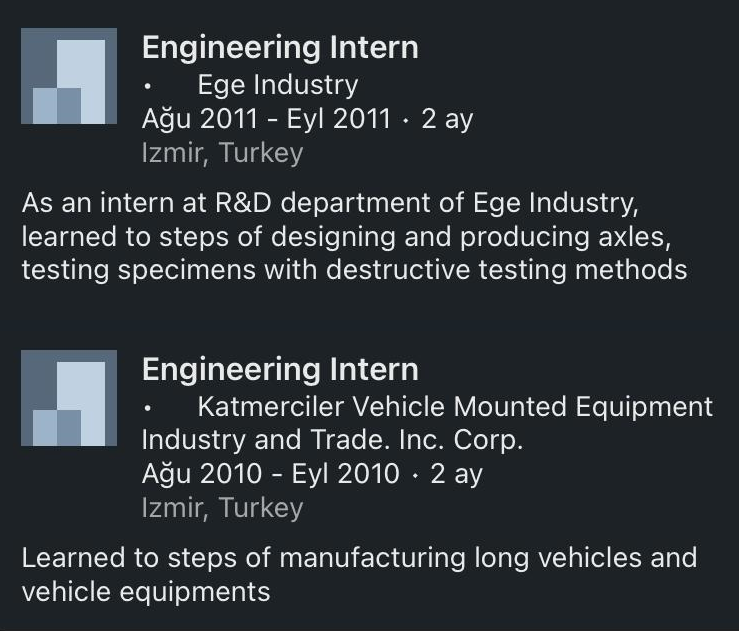 Engineering Intern
• Ege Industry
Ağu 2011 - Eyl 2011 · 2 ay
Izmir, Turkey
As an intern at R&D department of Ege Industry,
learned to steps of designing and producing axles,
testing specimens with destructive testing methods
Engineering Intern
• Katmerciler Vehicle Mounted Equipment
Industry and Trade. Inc. Corp.
Ağu 2010 - Eyl 2010 · 2 ay
Izmir, Turkey
Learned to steps of manufacturing long vehicles and
vehicle equipments